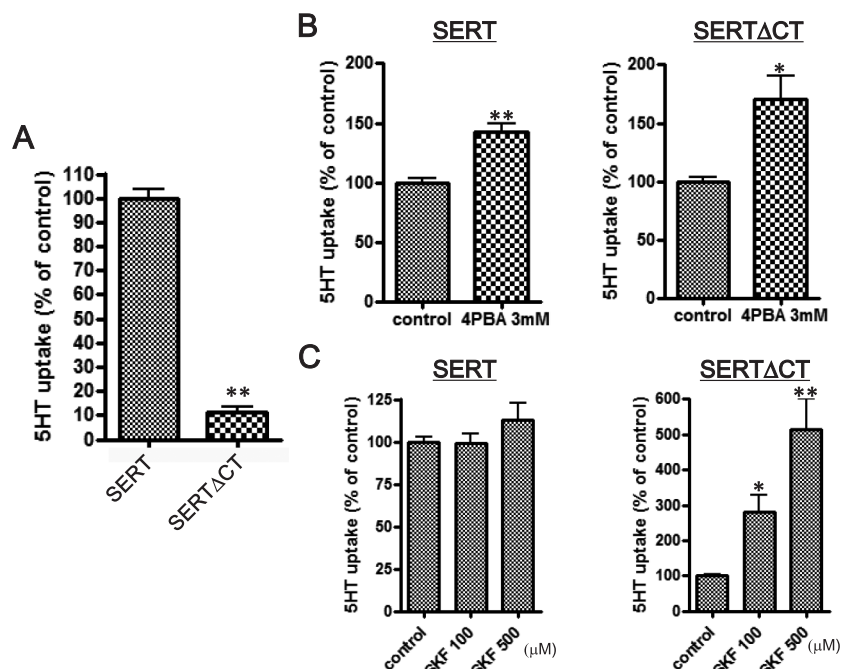 A
5HT uptake (% of control)
110
100
90
80
70
60
50
40
30
20
10
0
**
SERT
SERTΔCT
B
SERT
5HT uptake (% of control)
200
150
100
50
0
**
control 4PBA 3mM
SERTΔCT
5HT uptake (% of control)
200
150
100
50
0
*
control 4PBA 3mM
C
SERT
5HT uptake (% of control)
125
100
75
50
25
0
control
SKF 100
SKF 500
(μM)
SERTΔCT
5HT uptake (% of control)
600
500
400
300
200
100
0
*
**
control
SKF 100
SKF 500
(μM)